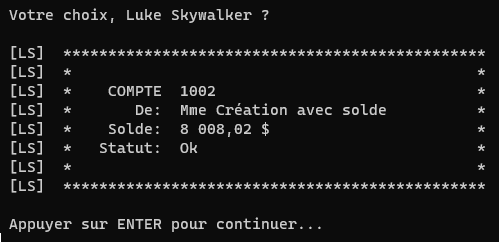 Votre choix, Luke Skywalker ?
[LS]  ***********************************************
[LS]  *                                             *
[LS]  *    COMPTE  1002                             *
[LS]  *       De:  Mme Création avec solde          *
[LS]  *    Solde:  8 008,02 $                       *
[LS]  *   Statut:  Ok                               *
[LS]  *                                             *
[LS]  ***********************************************
Appuyer sur ENTER pour continuer...